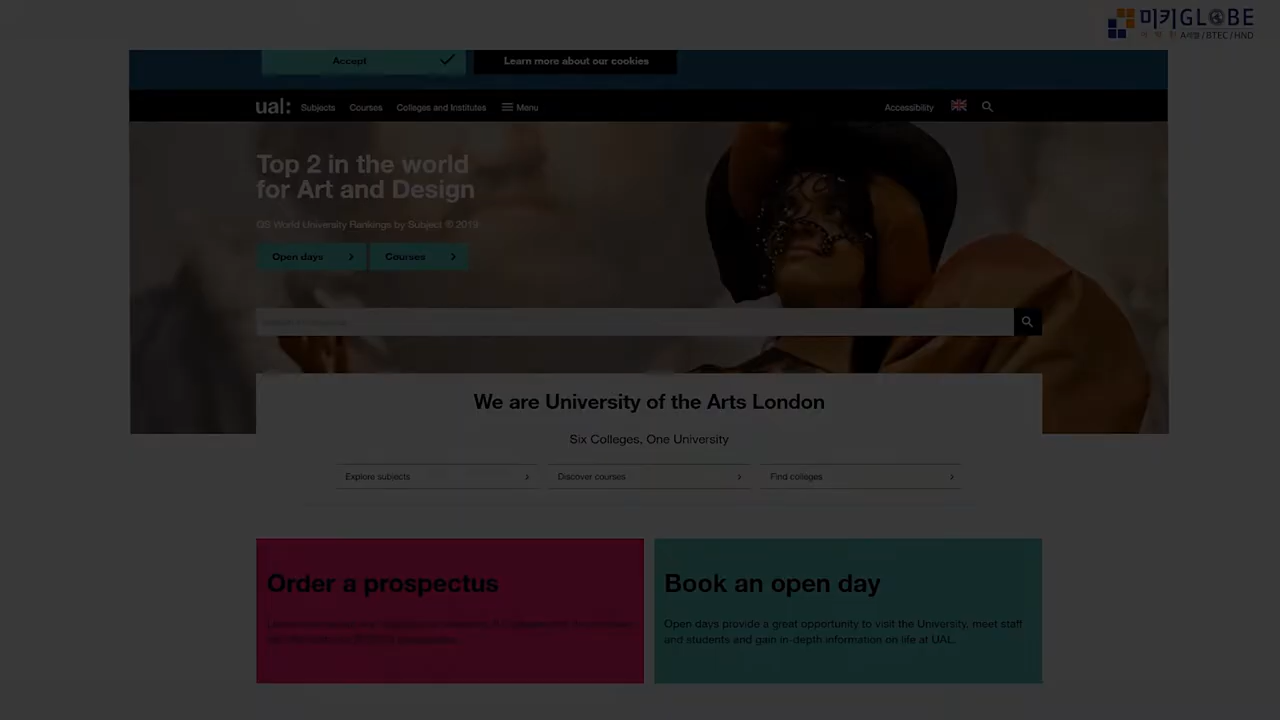 미키GLOBE
A레벨 / BTEC / HND
Accept
Learn more about our cookies
ual:
Subjects
Courses
Colleges and Institutes
Menu
Accessibility
Top 2 in the world
for Art and Design
QS World University Rankings by Subject © 2019
Open days
Courses
We are University of the Arts London
Six Colleges, One University
Explore subjects
Discover courses
Find colleges
Order a prospectus
Book an open day
Open days provide a great opportunity to visit the University, meet staff
and students and gain in-depth information on life at UAL.